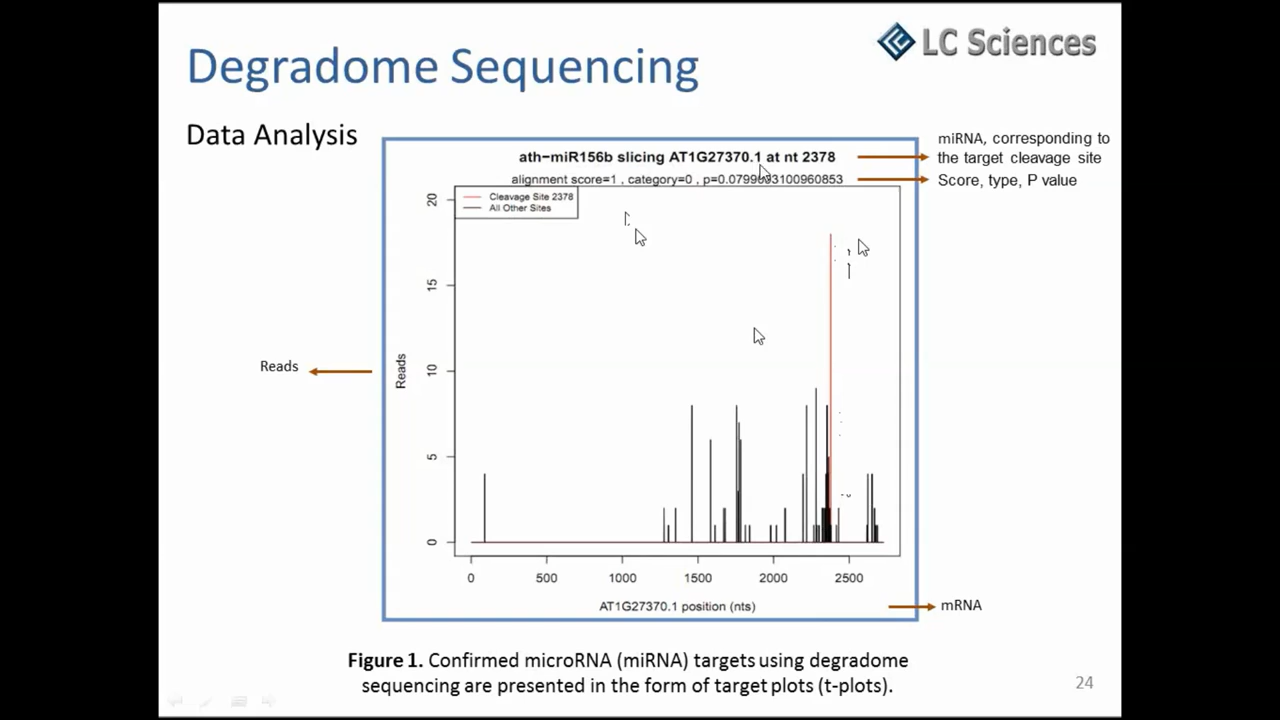 LC Sciences
Degradome Sequencing
Data Analysis
ath−miR156b slicing AT1G27370.1 at nt 2378
miRNA, corresponding to
the target cleavage site
alignment score=1 , category=0 ,
Score, type, P value
Cleavage Site 2378
All Other Sites
20
15
10
5
0
Reads
Reads
0 500 1000 1500 2000 2500
AT1G27370.1 position (nts)
mRNA
Figure 1. Confirmed microRNA (miRNA) targets using degradome
sequencing are presented in the form of target plots (t-plots).
24